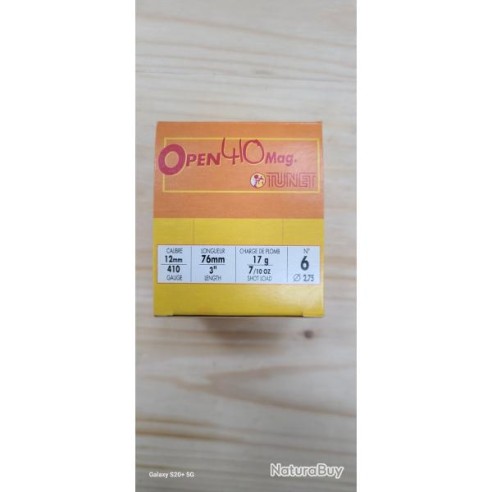 OPEN 410 Mag.
TUNET
CALIBRE LONGUEUR CHARGE DE PLOMB N°
12mm 76mm 17 g 6
410 3" 7/10 OZ Ø 2,75
GAUGE LENGTH SHOT LOAD
Galaxy S20+ 5G
NaturaBuy